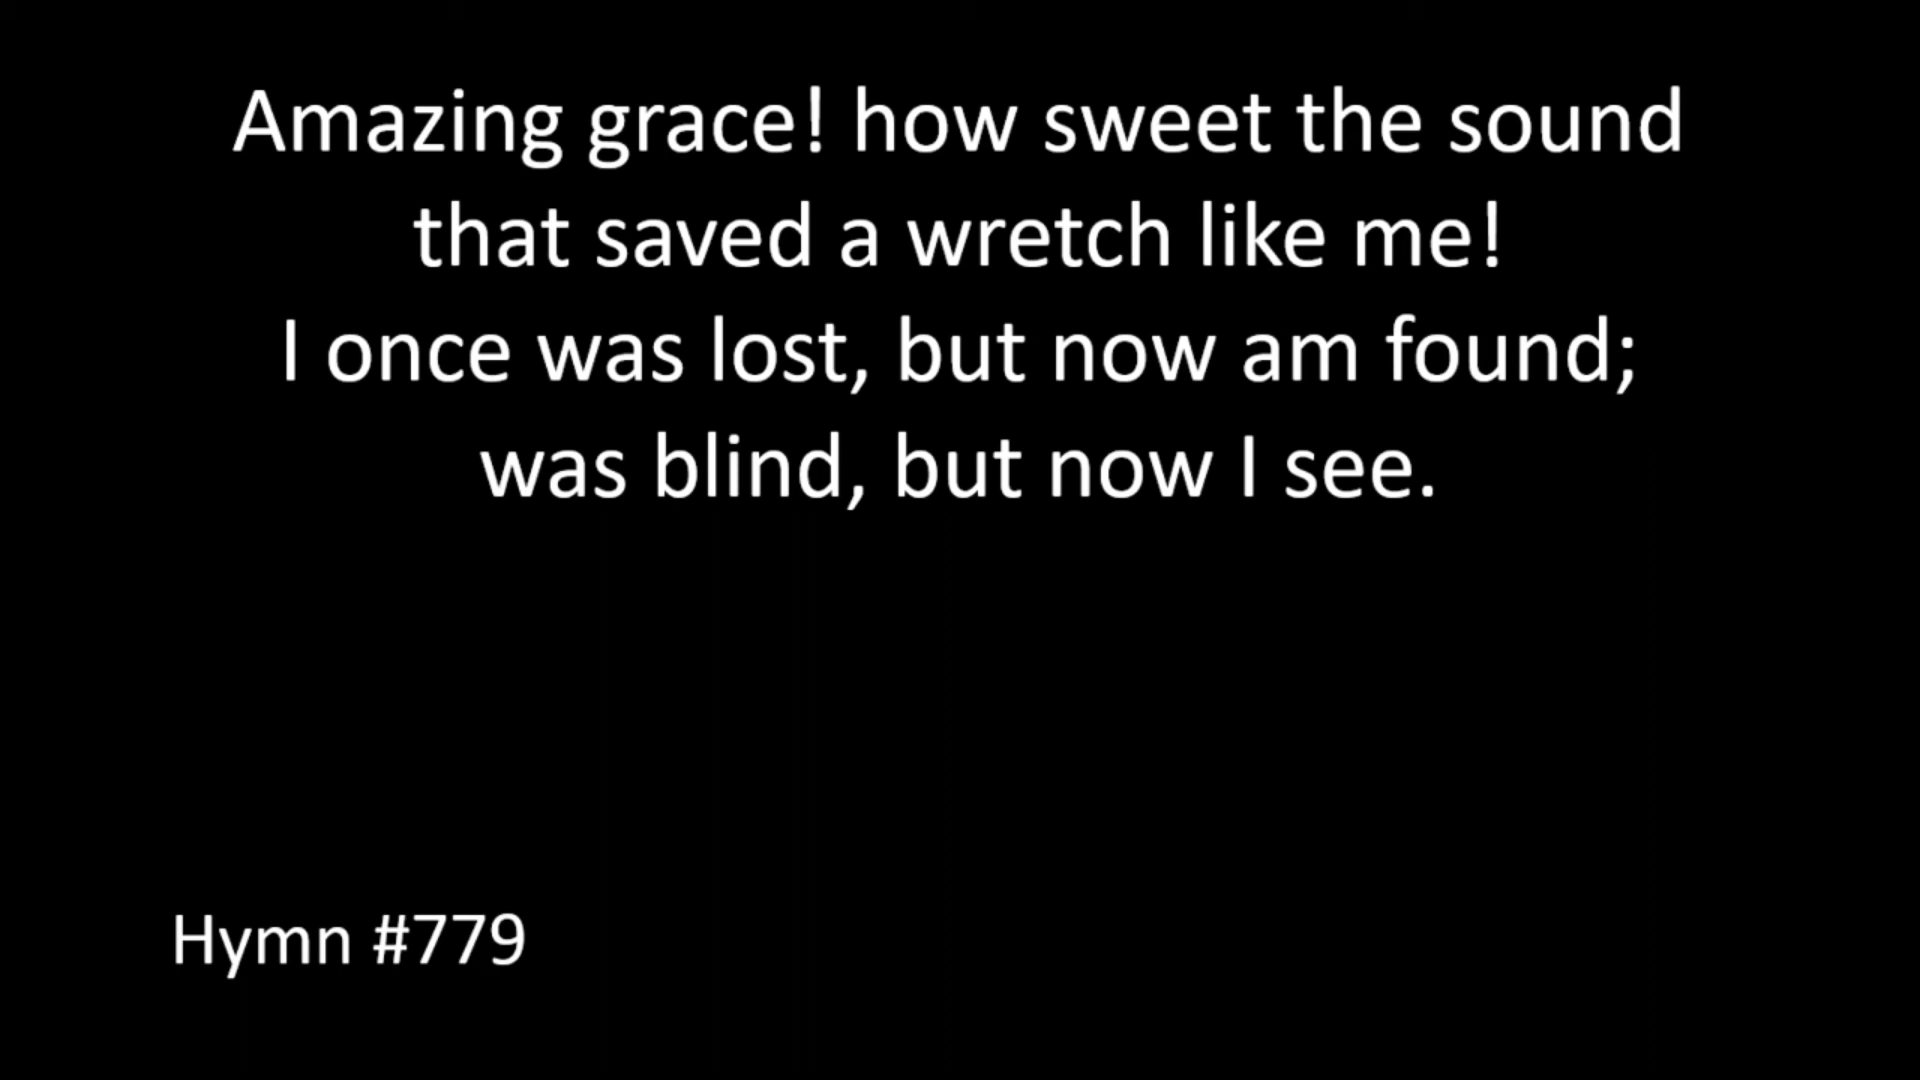 Amazing grace! how sweet the sound
that saved a wretch like me!
I once was lost, but now am found;
was blind, but now I see.
Hymn #779